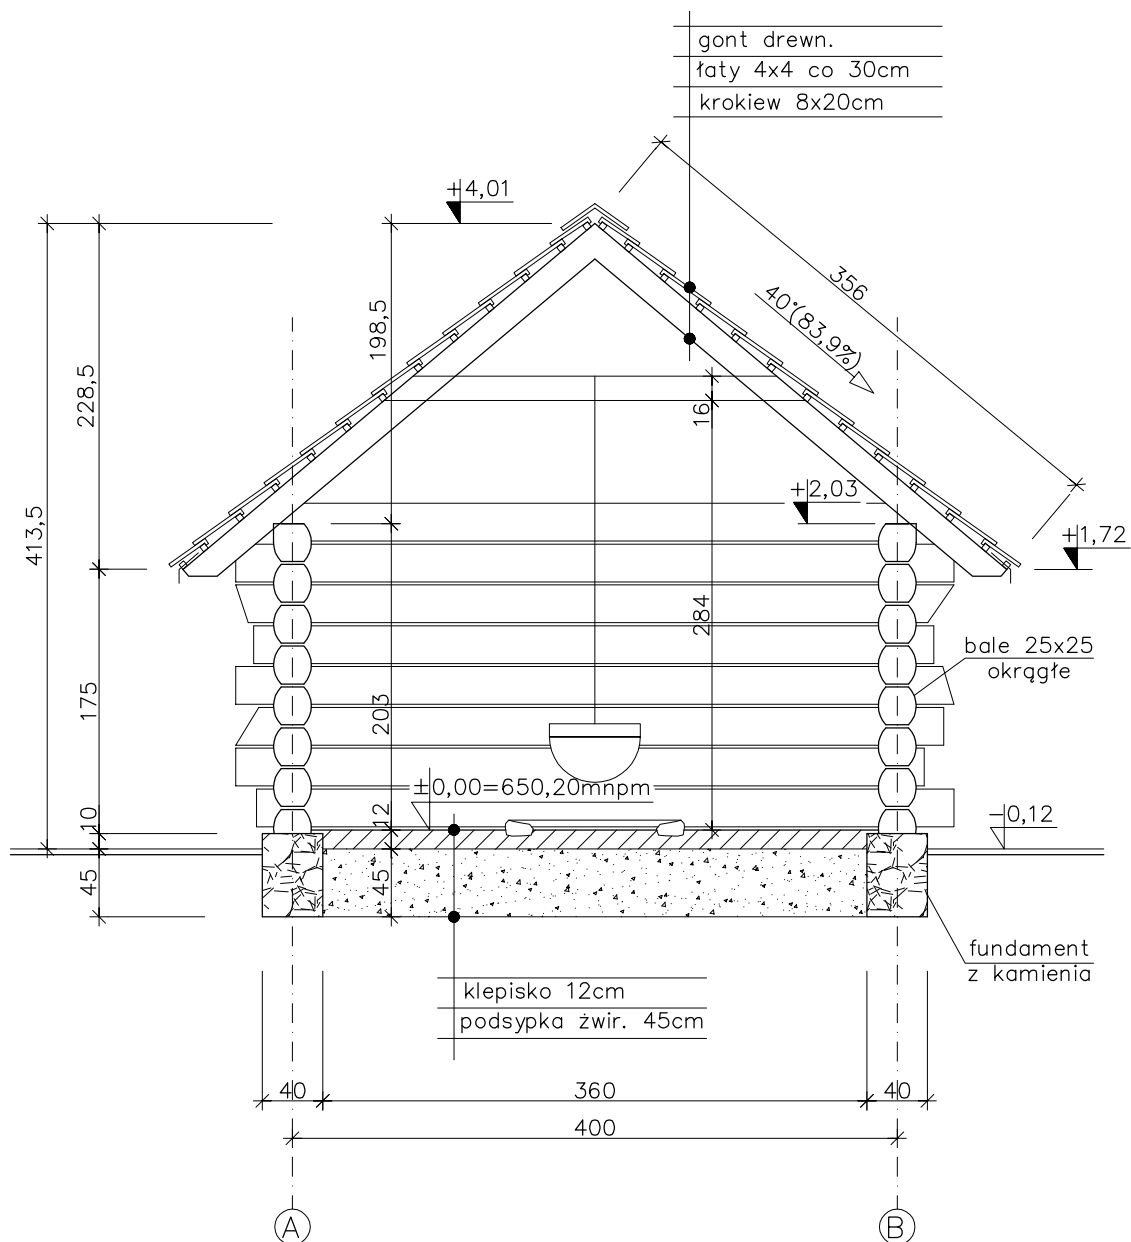 gont drewn.
łaty 4x4 co 30cm
krokiew 8x20cm
+4,01
356
40°(83,9%)
198,5
228,5
16
+2,03
413,5
+1,72
284
bale 25x25
okrągłe
175
203
±0,00=650,20mnpm
10
12
-0,12
45
45
fundament
z kamienia
klepisko 12cm
podsypka żwir. 45cm
40
360
40
400
A
B